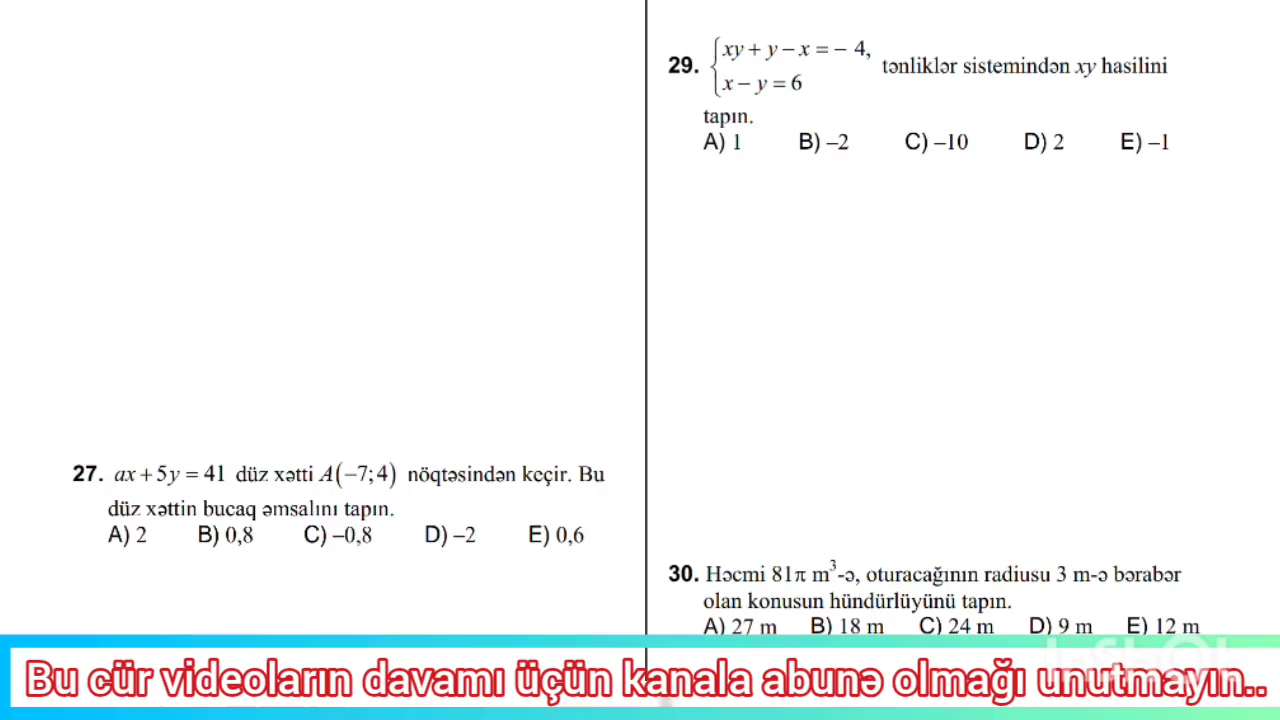 27. ax + 5y = 41 düz xətti A(−7; 4) nöqtəsindən keçir. Bu
düz xəttin bucaq əmsalını tapın.
A) 2 B) 0,8 C) –0,8 D) –2 E) 0,6
29. {xy + y − x = − 4,
x − y = 6
tənliklər sistemindən xy hasilini
tapın.
A) 1 B) –2 C) –10 D) 2 E) –1
30. Həcmi 81π m³-ə, oturacağının radiusu 3 m-ə bərabər
olan konusun hündürlüyünü tapın.
A) 27 m B) 18 m C) 24 m D) 9 m E) 12 m
Bu cür videoların davamı üçün kanala abunə olmağı unutmayın..